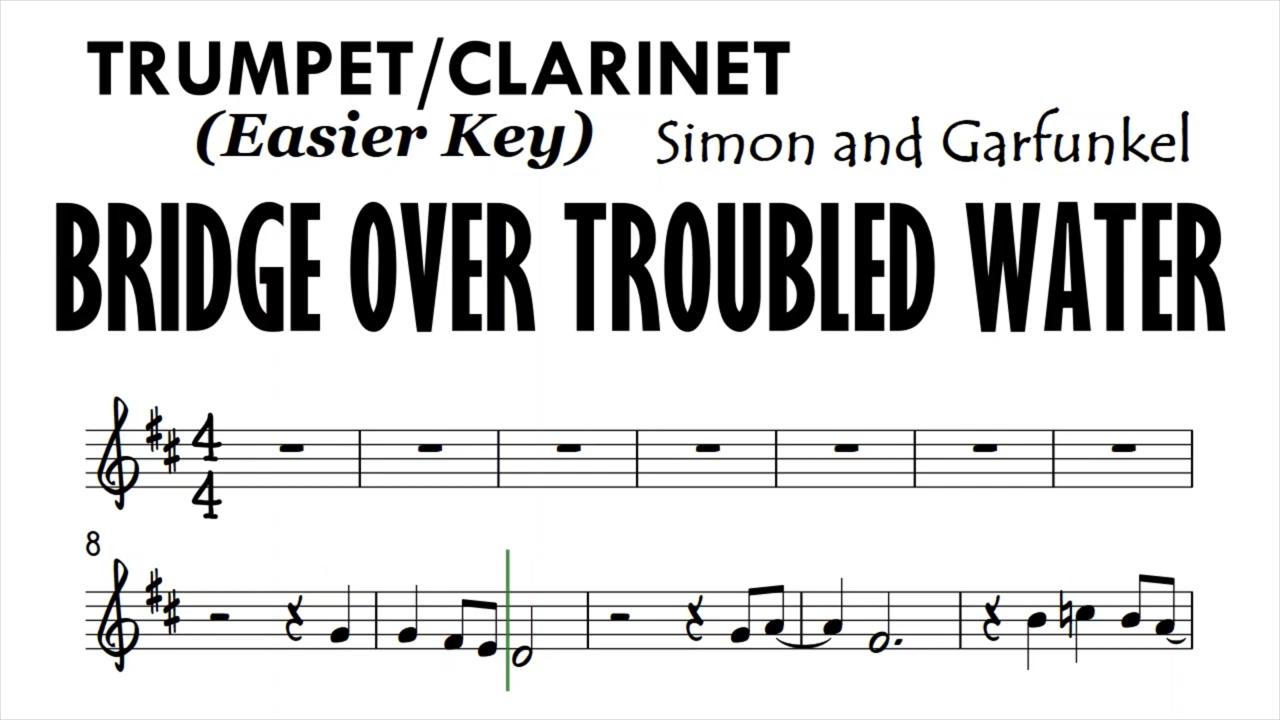 TRUMPET/CLARINET
(Easier Key) Simon and Garfunkel
BRIDGE OVER TROUBLED WATER
4
4
8